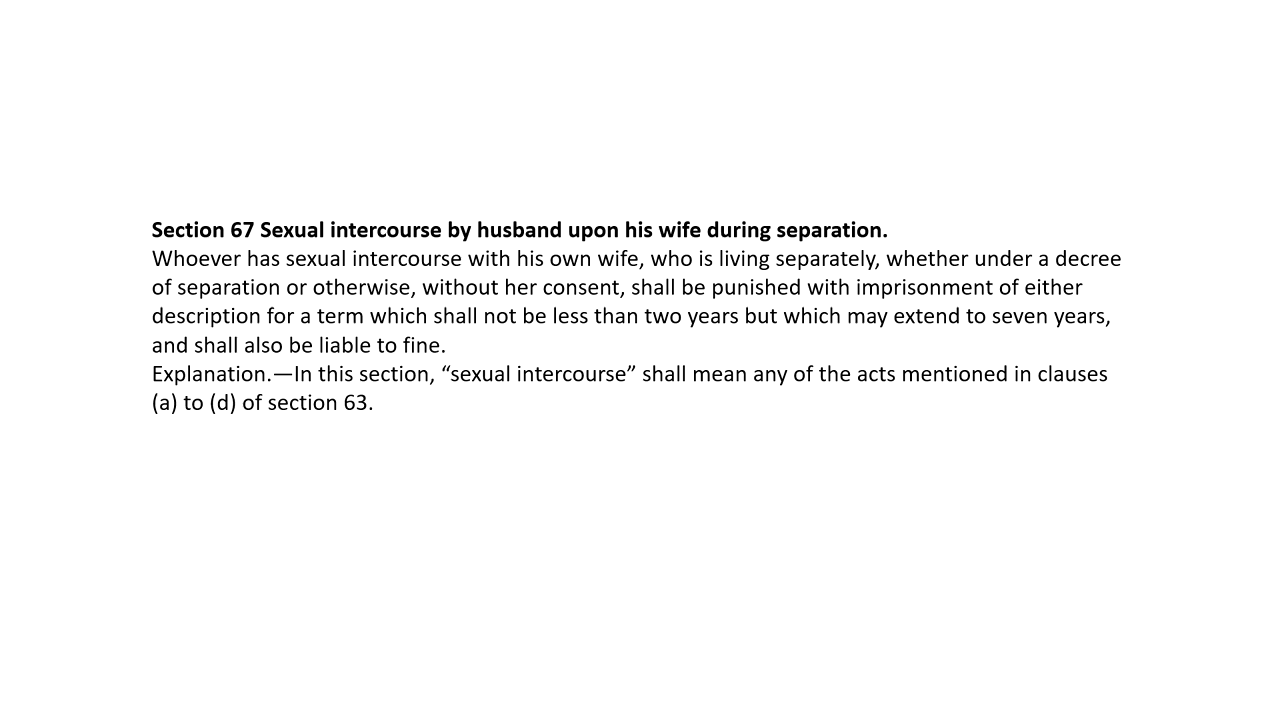 Section 67 Sexual intercourse by husband upon his wife during separation.
Whoever has sexual intercourse with his own wife, who is living separately, whether under a decree
of separation or otherwise, without her consent, shall be punished with imprisonment of either
description for a term which shall not be less than two years but which may extend to seven years,
and shall also be liable to fine.
Explanation.—In this section, “sexual intercourse” shall mean any of the acts mentioned in clauses
(a) to (d) of section 63.